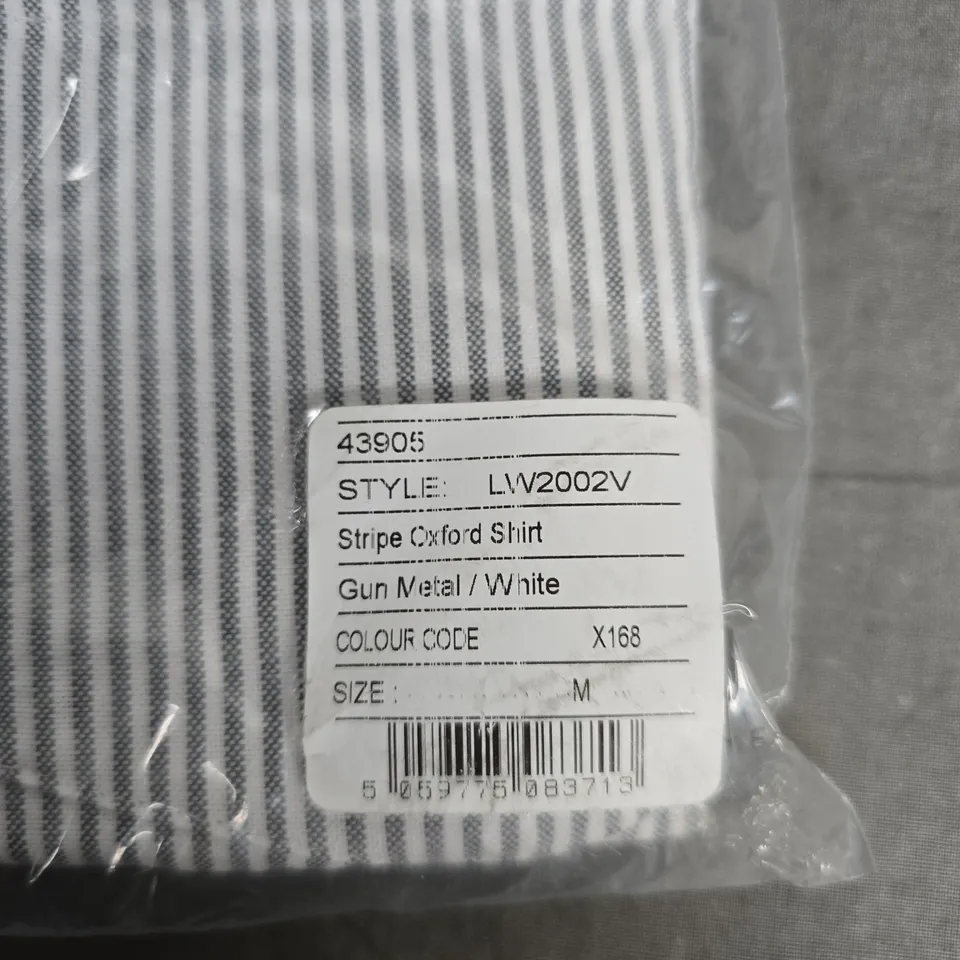 43905
STYLE: LW2002V
Stripe Oxford Shirt
Gun Metal / White
COLOUR CODE X168
SIZE : M
5 059775 083713